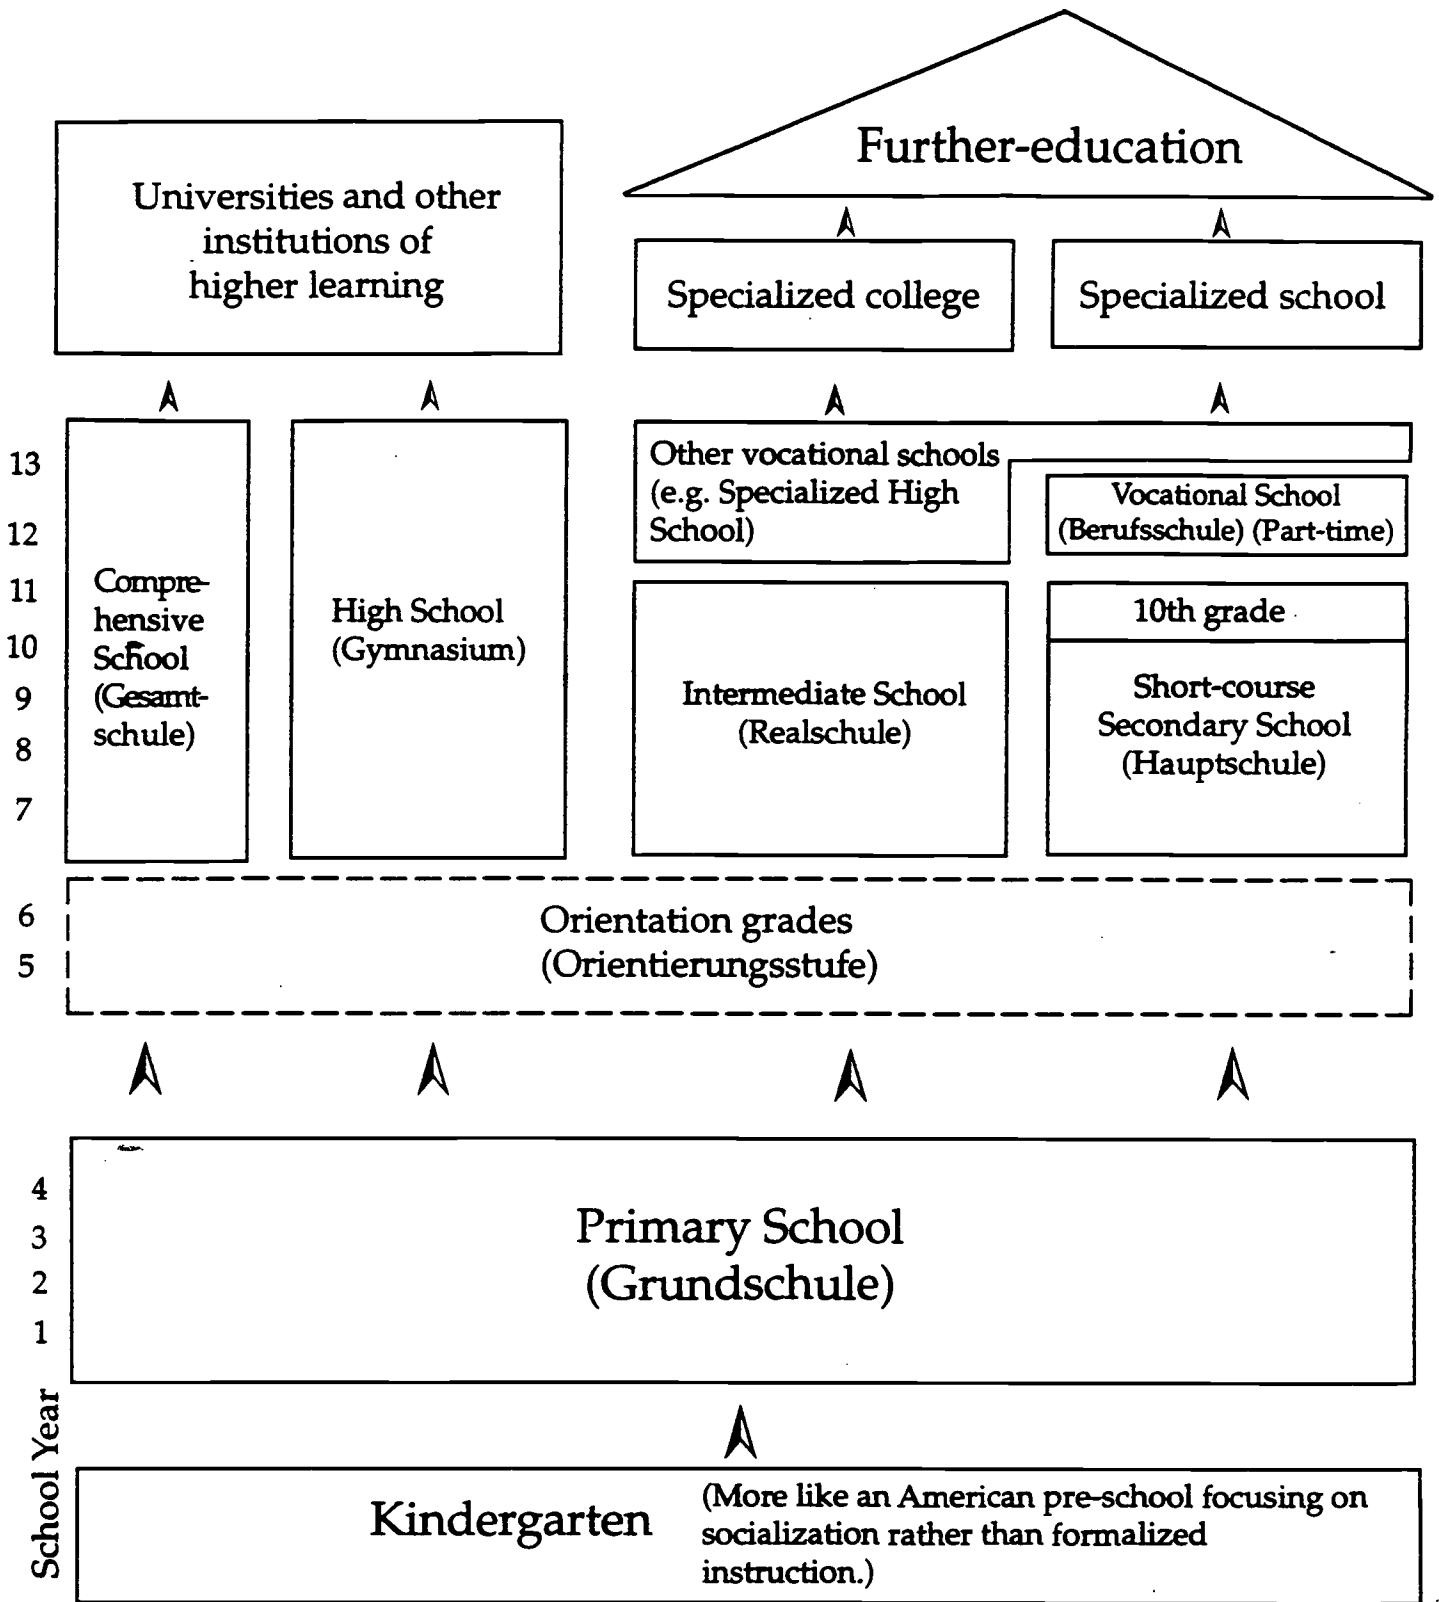 Further-education
Universities and other
institutions of
higher learning
Specialized college
Specialized school
13
12
11
10
9
8
7
Compre-
hensive
School
(Gesamt-
schule)
High School
(Gymnasium)
Other vocational schools
(e.g. Specialized High
School)
Vocational School
(Berufsschule) (Part-time)
Intermediate School
(Realschule)
10th grade
Short-course
Secondary School
(Hauptschule)
6
5
Orientation grades
(Orientierungsstufe)
4
3
2
1
Primary School
(Grundschule)
School Year
Kindergarten
(More like an American pre-school focusing on
socialization rather than formalized
instruction.)